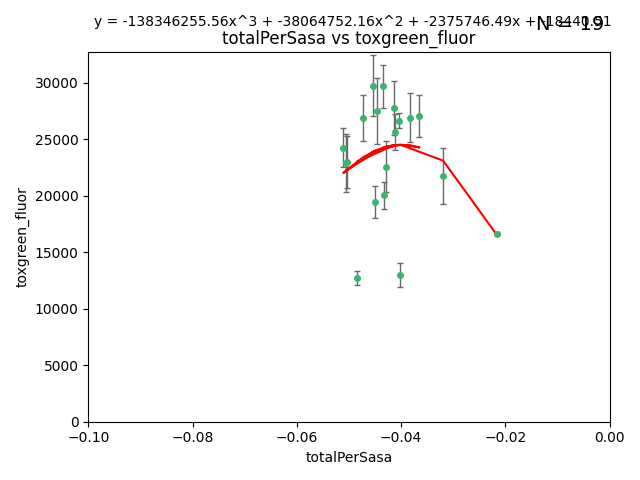 y = -138346255.56x^3 + -38064752.16x^2 + -2375746.49x + -18440.01
N = 19
totalPerSasa vs toxgreen_fluor
toxgreen_fluor
30000
25000
20000
15000
10000
5000
0
−0.10 −0.08 −0.06 −0.04 −0.02 0.00
totalPerSasa